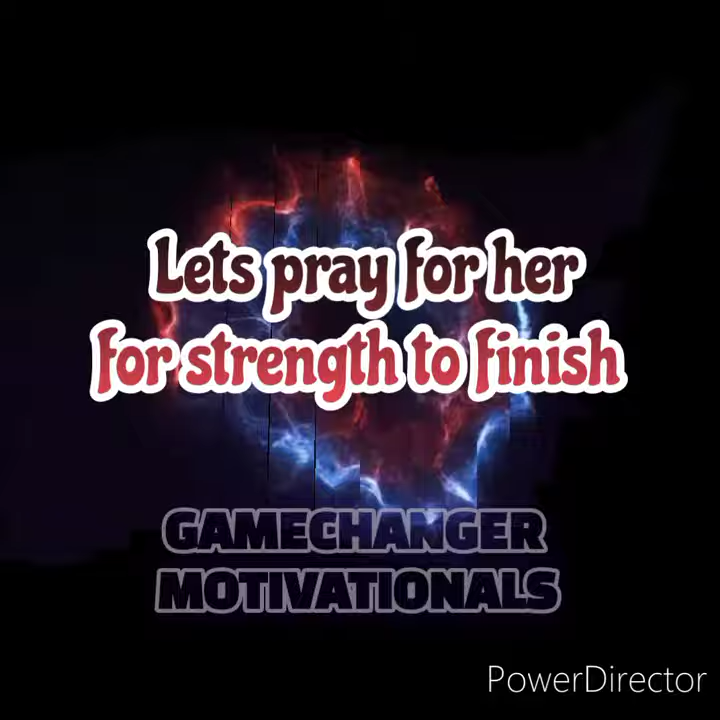 Lets pray for her
for strength to finish
GAMECHANGER
MOTIVATIONALS
PowerDirector